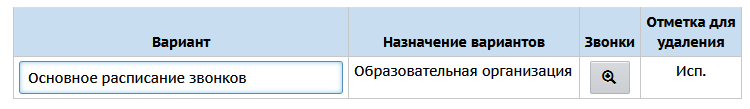 Вариант Назначение вариантов Звонки Отметка для удаления
Основное расписание звонков Образовательная организация Исп.